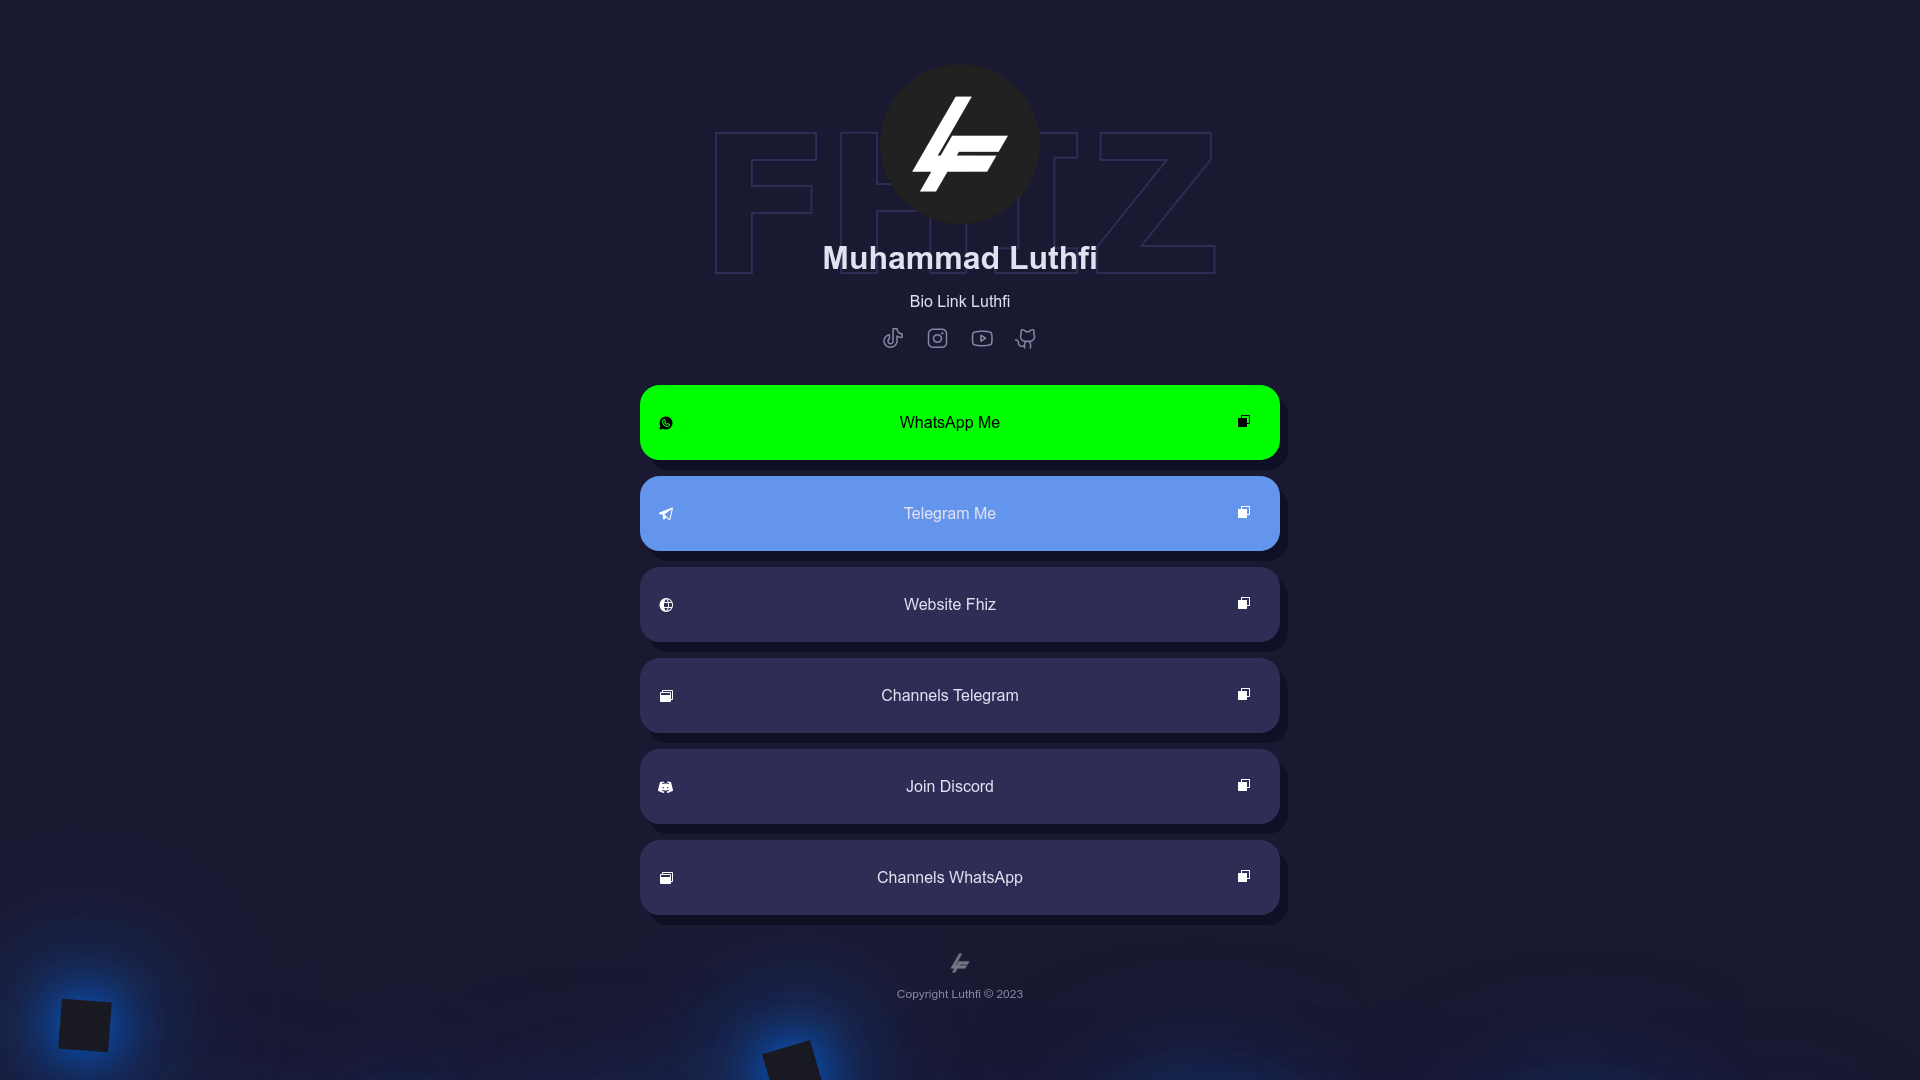 FHIZ
Muhammad Luthfi
Bio Link Luthfi
WhatsApp Me
Telegram Me
Website Fhiz
Channels Telegram
Join Discord
Channels WhatsApp
Copyright Luthfi © 2023